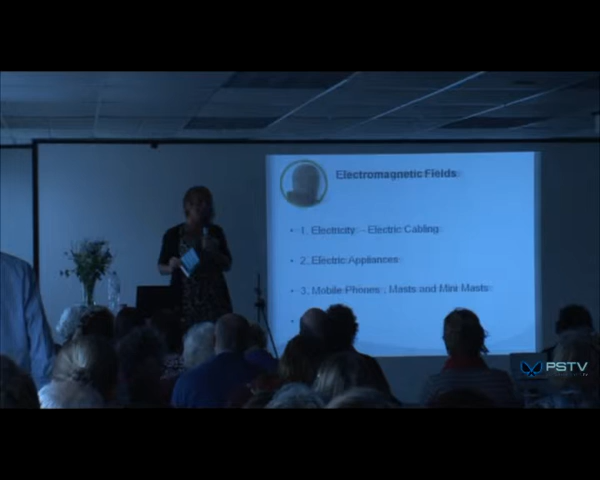 Electromagnetic Fields
• 1. Electricity - Electric Cabling
• 2. Electric Appliances
• 3. Mobile Phones , Masts and Mini Masts
•
PSTV